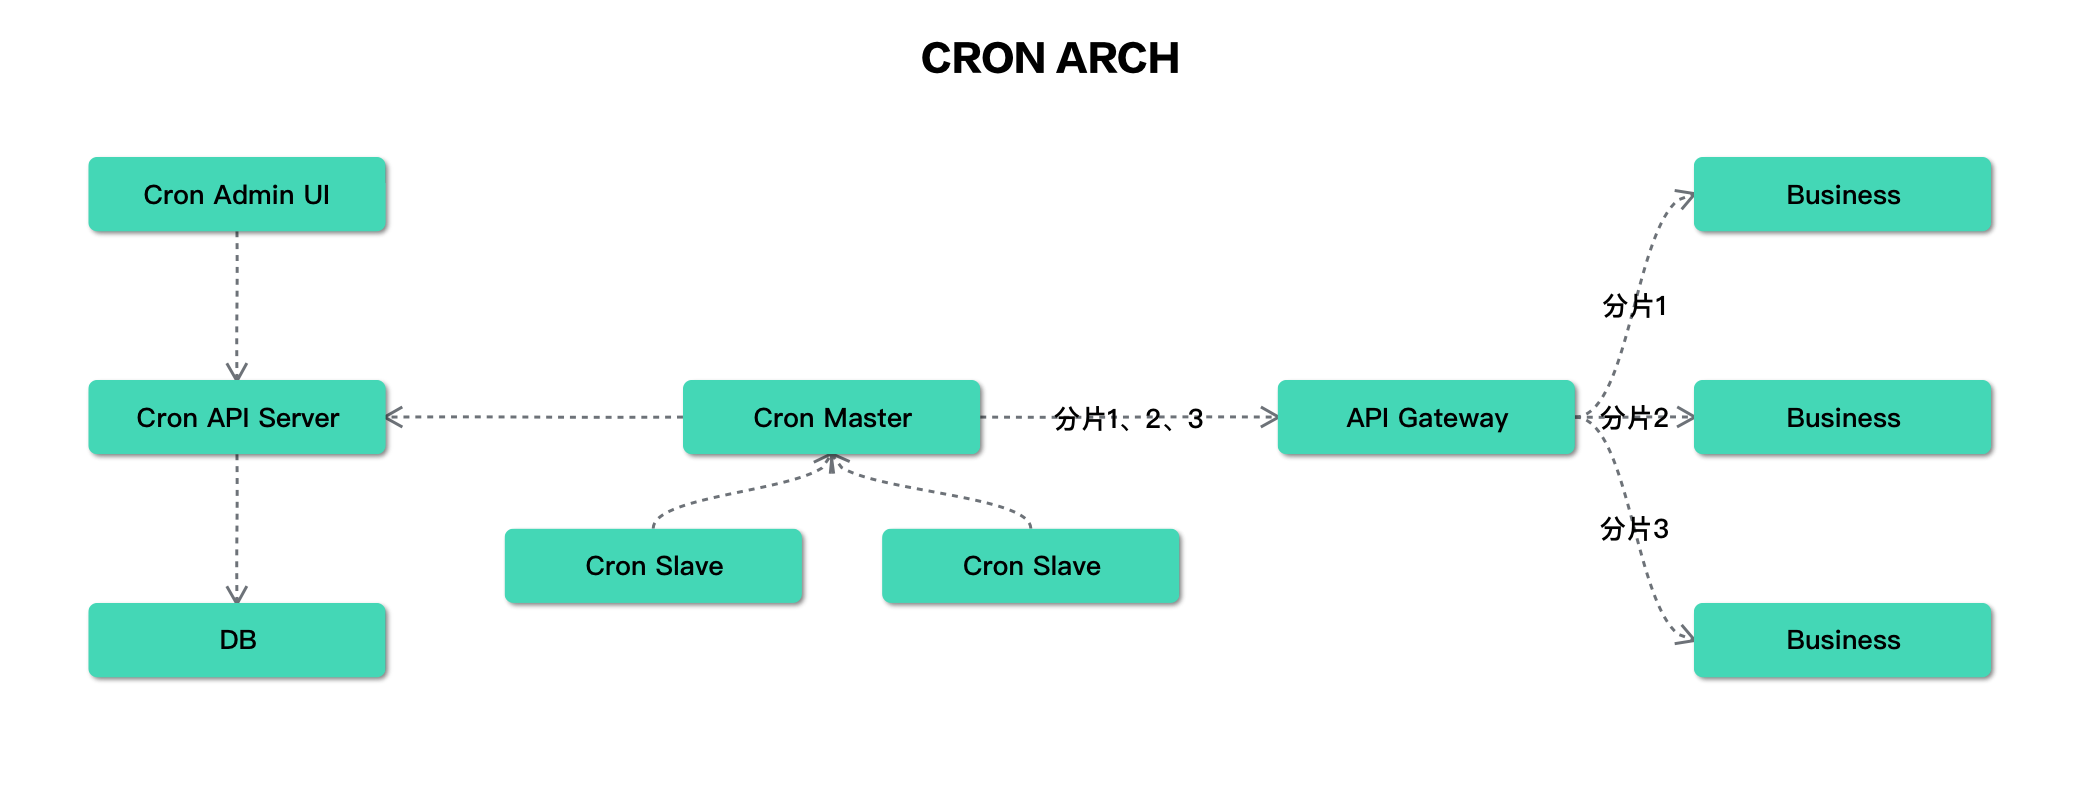 CRON ARCH
Cron Admin UI
Business
分片1
Cron API Server
Cron Master
分片1、2、3
API Gateway
分片2
Business
分片3
Cron Slave
Cron Slave
DB
Business